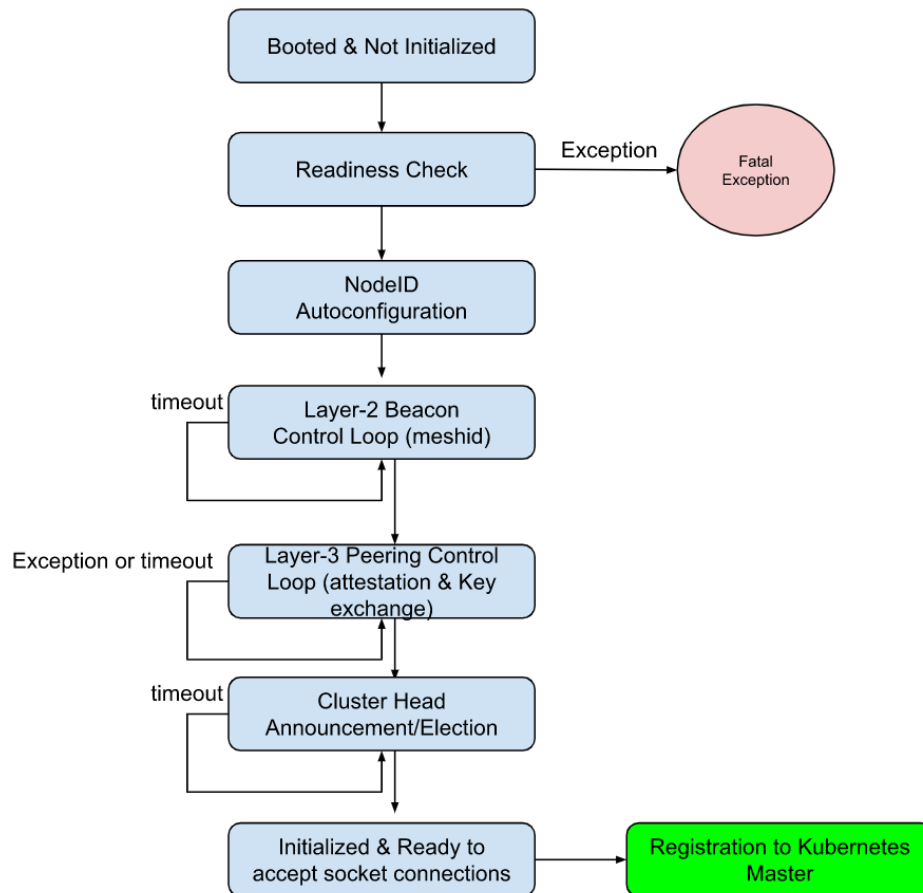 Booted & Not Initialized
Readiness Check
Exception
Fatal
Exception
NodeID
Autoconfiguration
timeout
Layer-2 Beacon
Control Loop (meshid)
Exception or timeout
Layer-3 Peering Control
Loop (attestation & Key
exchange)
timeout
Cluster Head
Announcement/Election
Initialized & Ready to
accept socket connections
Registration to Kubernetes
Master